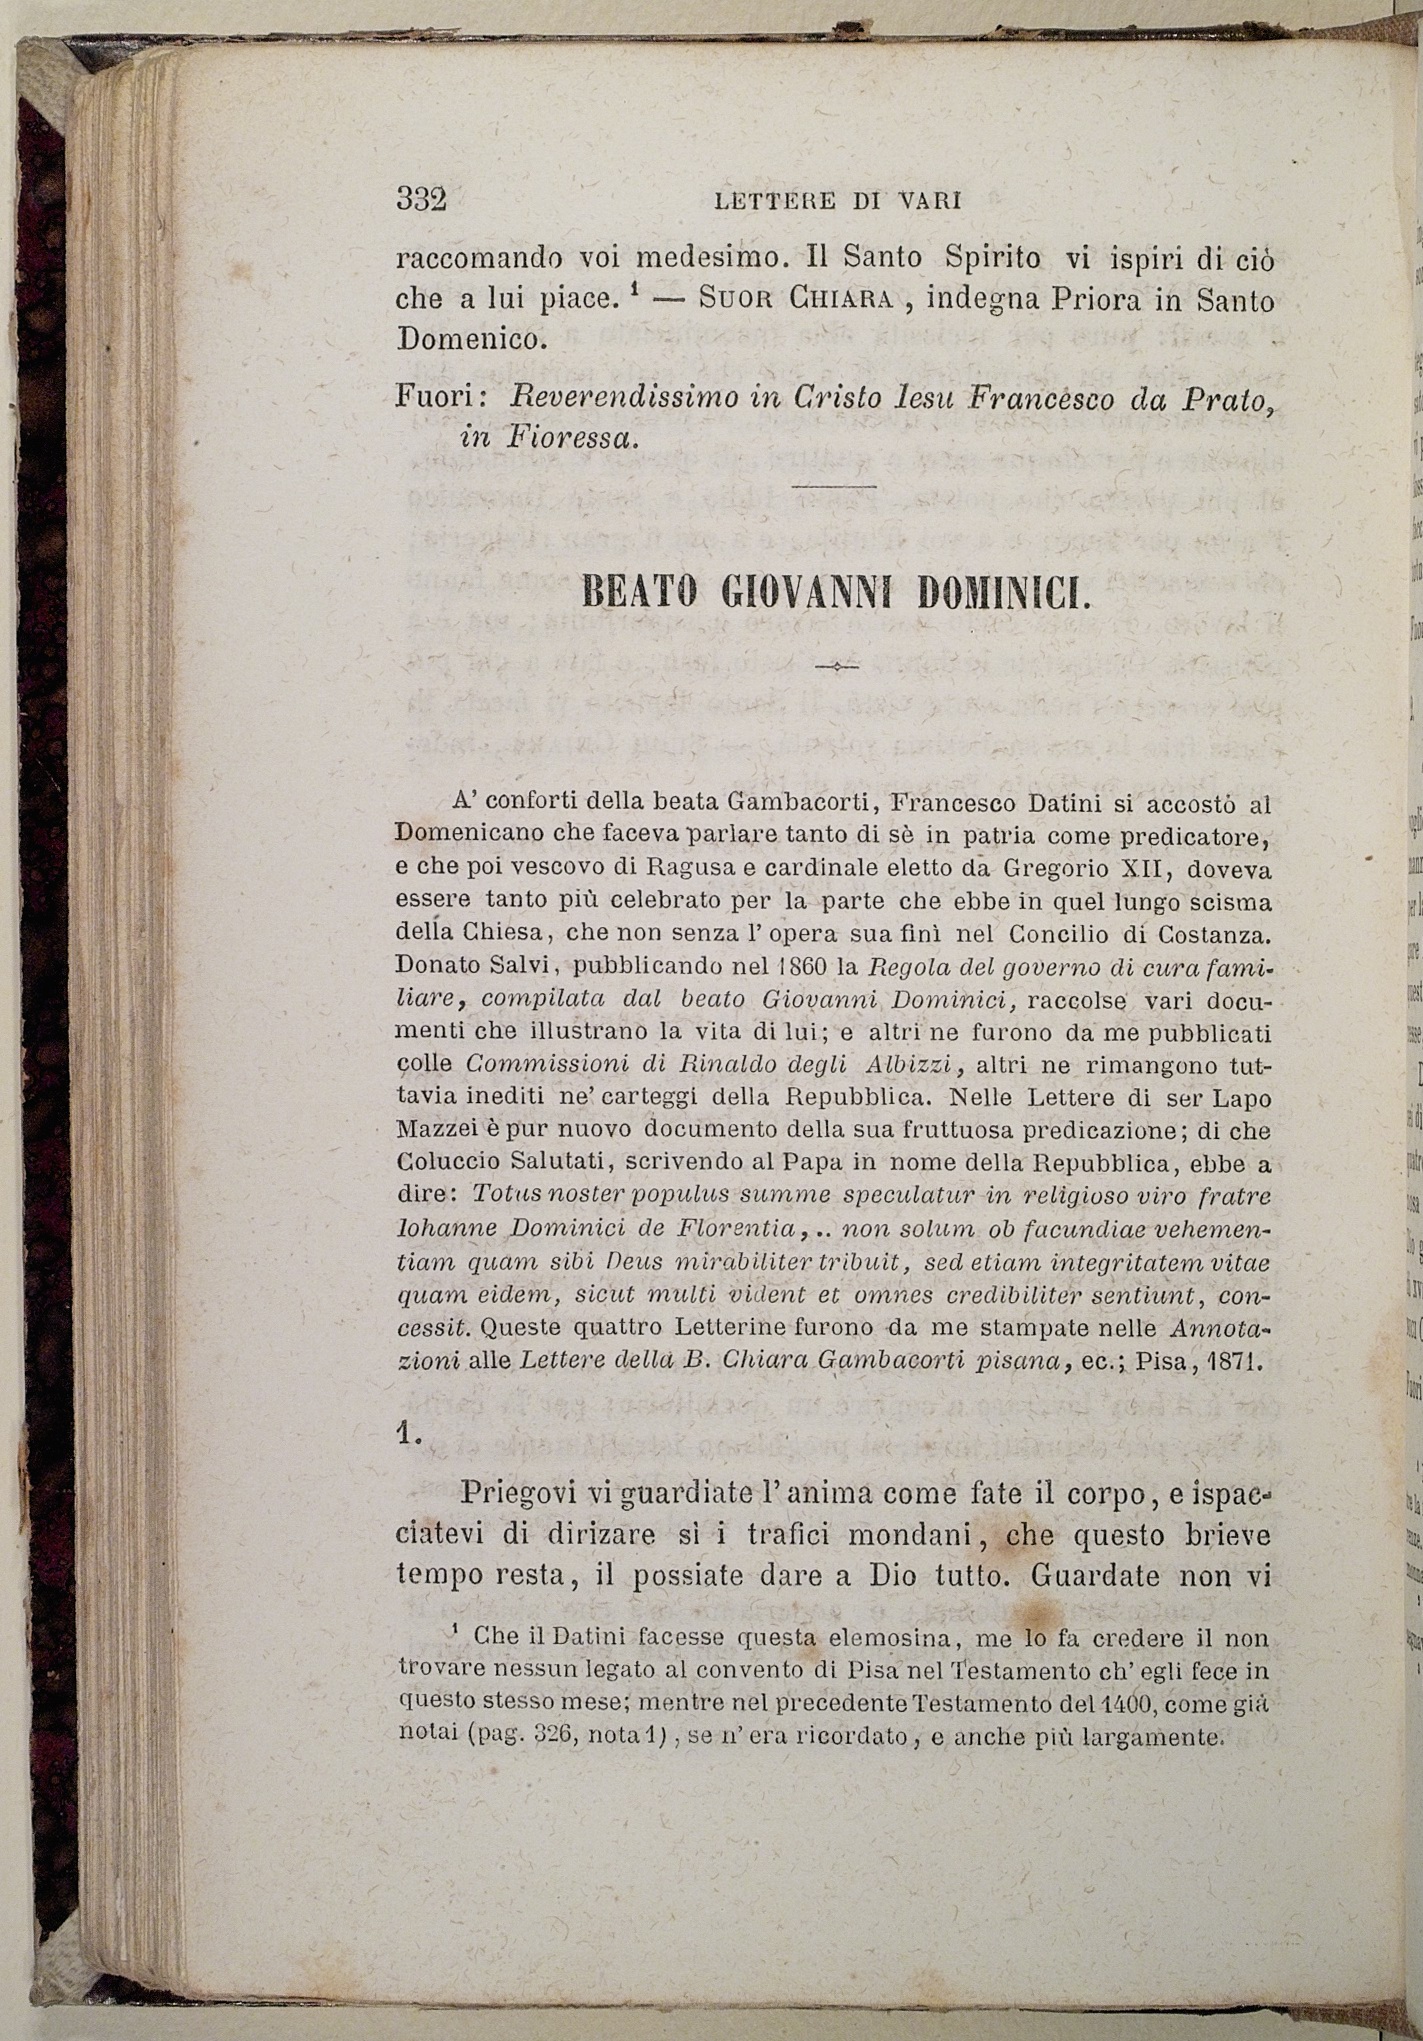 332 LETTERE DI VARI
raccomando voi medesimo. Il Santo Spirito vi ispiri di ciò
che a lui piace. ¹ — SUOR CHIARA , indegna Priora in Santo
Domenico.
Fuori: Reverendissimo in Cristo Iesu Francesco da Prato,
in Fioressa.
BEATO GIOVANNI DOMINICI.
A' conforti della beata Gambacorti, Francesco Datini si accostò al
Domenicano che faceva parlare tanto di sè in patria come predicatore,
e che poi vescovo di Ragusa e cardinale eletto da Gregorio XII, doveva
essere tanto più celebrato per la parte che ebbe in quel lungo scisma
della Chiesa, che non senza l' opera sua finì nel Concilio di Costanza.
Donato Salvi, pubblicando nel 1860 la Regola del governo di cura fami-
liare, compilata dal beato Giovanni Dominici, raccolse vari docu-
menti che illustrano la vita di lui; e altri ne furono da me pubblicati
colle Commissioni di Rinaldo degli Albizzi, altri ne rimangono tut-
tavia inediti ne' carteggi della Repubblica. Nelle Lettere di ser Lapo
Mazzei è pur nuovo documento della sua fruttuosa predicazione; di che
Coluccio Salutati, scrivendo al Papa in nome della Repubblica, ebbe a
dire: Totus noster populus summe speculatur in religioso viro fratre
Iohanne Dominici de Florentia, .. non solum ob facundiae vehemen-
tiam quam sibi Deus mirabiliter tribuit, sed etiam integritatem vitae
quam eidem, sicut multi vident et omnes credibiliter sentiunt, con-
cessit. Queste quattro Letterine furono da me stampate nelle Annota-
zioni alle Lettere della B. Chiara Gambacorti pisana, ec.; Pisa, 1871.
1.
Priegovi vi guardiate l' anima come fate il corpo, e ispac-
ciatevi di dirizare sì i trafici mondani, che questo brieve
tempo resta, il possiate dare a Dio tutto. Guardate non vi
¹ Che il Datini facesse questa elemosina, me lo fa credere il non
trovare nessun legato al convento di Pisa nel Testamento ch' egli fece in
questo stesso mese; mentre nel precedente Testamento del 1400, come già
notai (pag. 326, nota 1), se n' era ricordato, e anche più largamente.